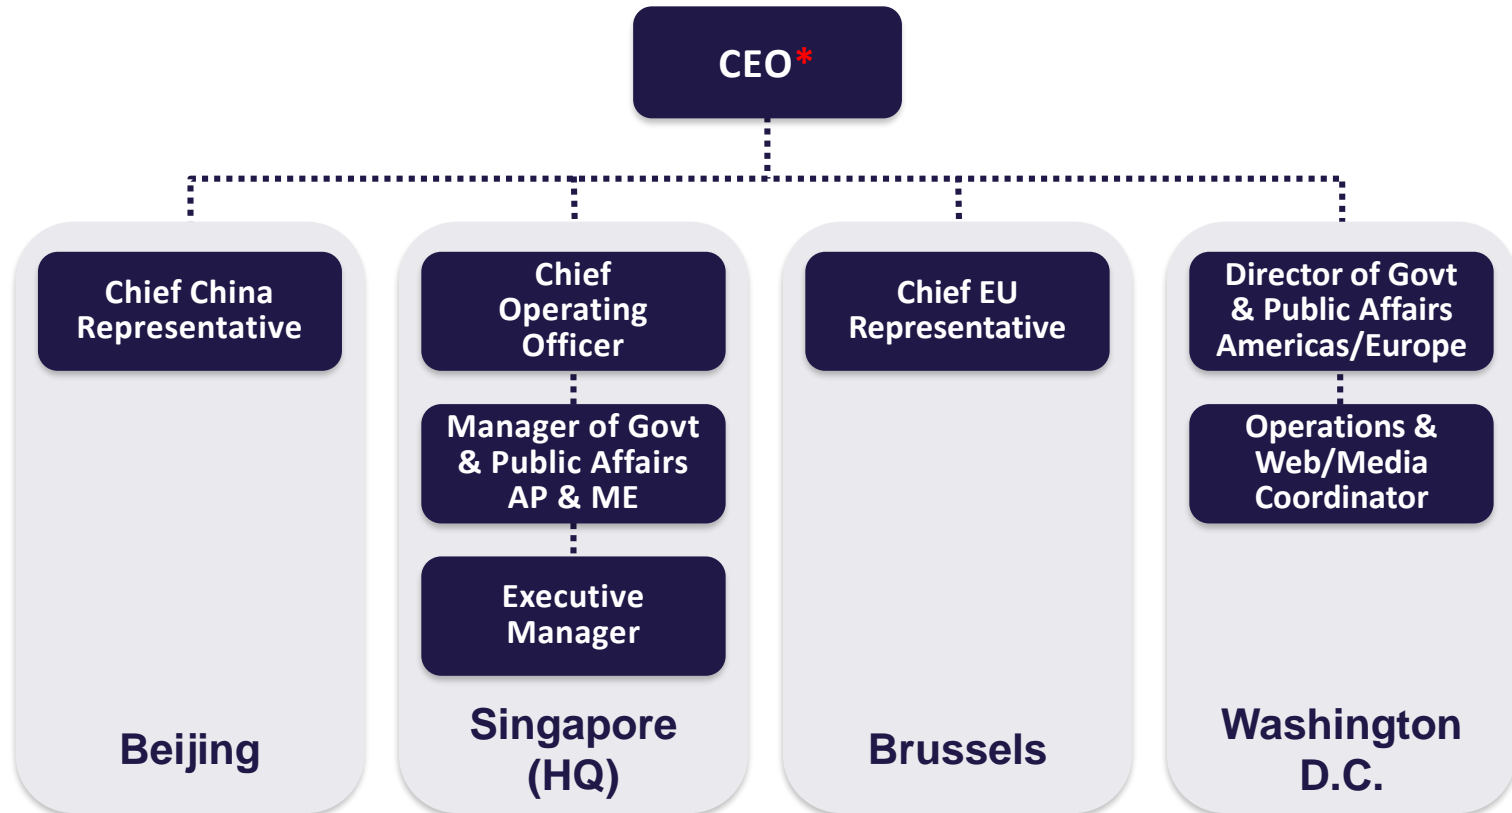 CEO*
Chief China
Representative
Chief
Operating
Officer
Chief EU
Representative
Director of Govt
& Public Affairs
Americas/Europe
Manager of Govt
& Public Affairs
AP & ME
Operations &
Web/Media
Coordinator
Executive
Manager
Beijing
Singapore
(HQ)
Brussels
Washington
D.C.